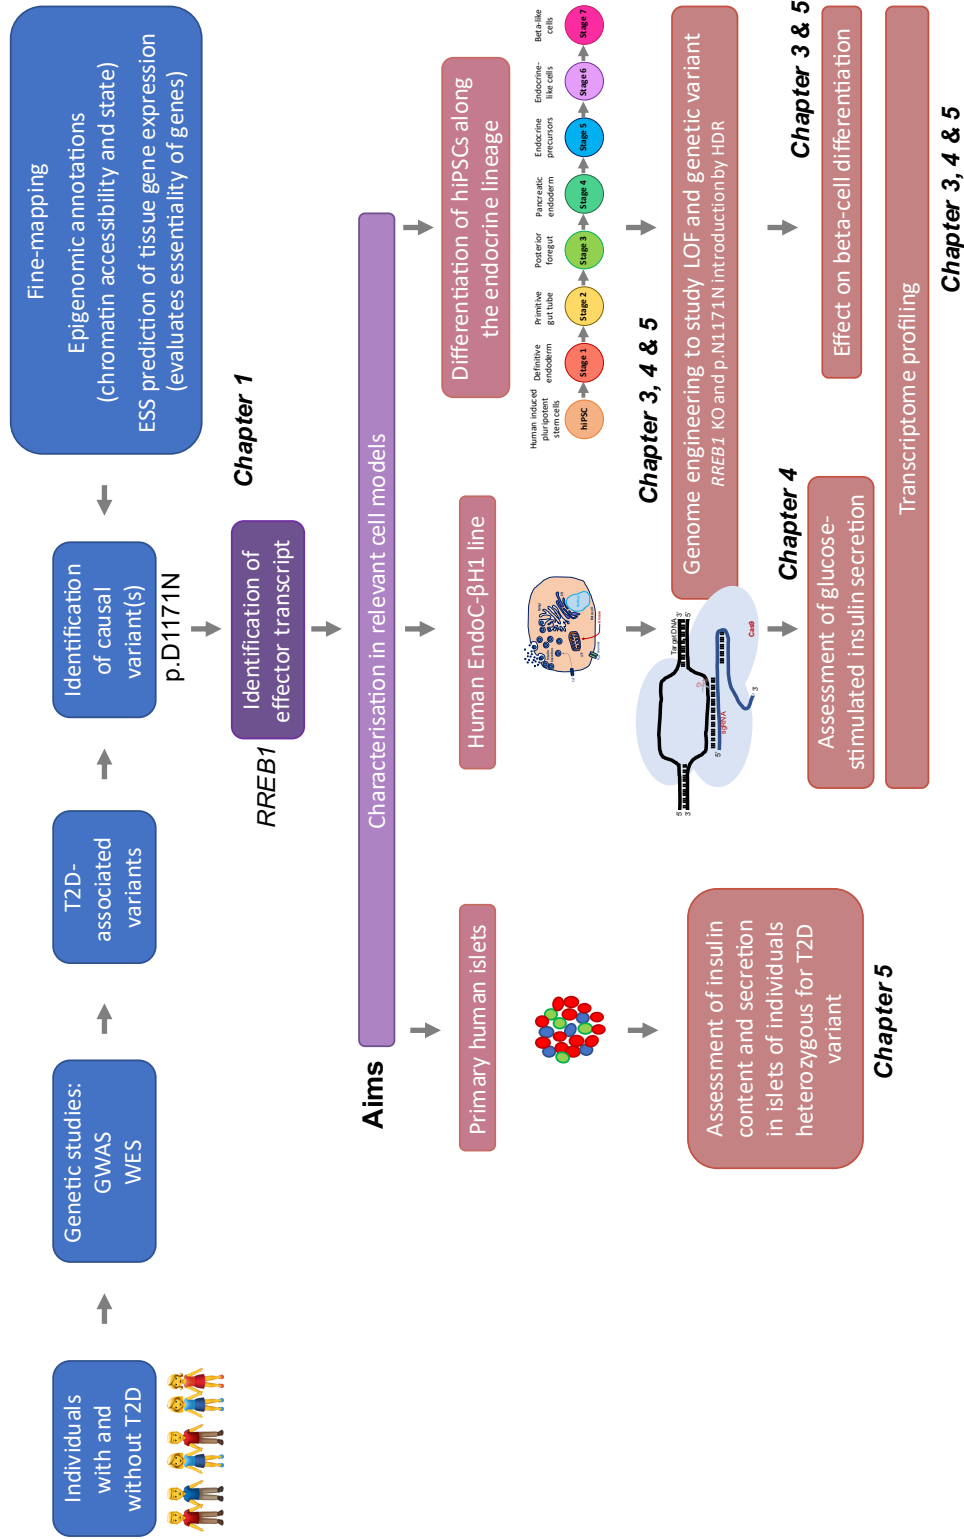 Individuals
with and
without T2D
Genetic studies:
GWAS
WES
T2D-
associated
variants
Identification
of causal
variant(s)
p.D1171N
Fine-mapping
Epigenomic annotations
(chromatin accessibility and state)
ESS prediction of tissue gene expression
(evaluates essentiality of genes)
Identification of
effector transcript
RREB1
Chapter 1
Aims
Characterisation in relevant cell models
Primary human islets
Human EndoC-βH1 line
Differentiation of hiPSCs along
the endocrine lineage
Human induced
pluripotent
stem cells
Definitive
endoderm
Primitive
gut tube
Posterior
foregut
Pancreatic
endoderm
Endocrine
precursors
Endocrine-
like cells
Beta-like
cells
hiPSC
Stage 1
Stage 2
Stage 3
Stage 4
Stage 5
Stage 6
Stage 7
Chapter 3, 4 & 5
5'
3'
Target DNA
3'
5'
5'
sgRNA
3'
Cas9
Genome engineering to study LOF and genetic variant
RREB1 KO and p.N1171N introduction by HDR
Assessment of insulin
content and secretion
in islets of individuals
heterozygous for T2D
variant
Chapter 5
Chapter 4
Assessment of glucose-
stimulated insulin secretion
Chapter 3 & 5
Effect on beta-cell differentiation
Transcriptome profiling
Chapter 3, 4 & 5